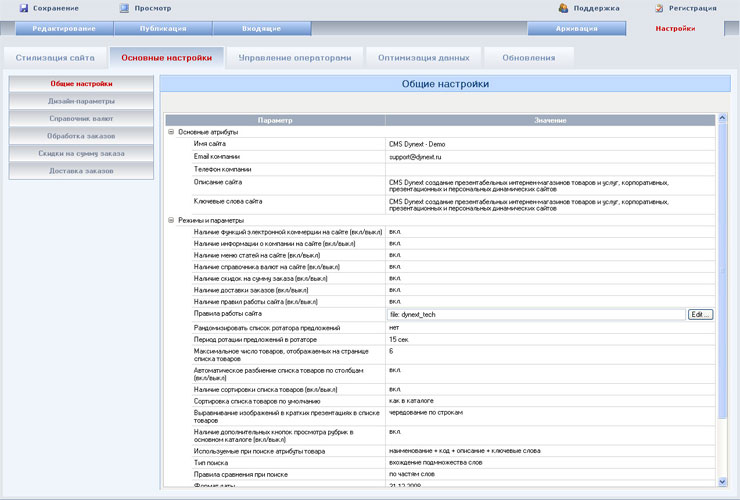 Сохранение Просмотр Поддержка Регистрация
Редактирование Публикация Входящие Архивация Настройки
Стилизация сайта Основные настройки Управление операторами Оптимизация данных Обновления
Общие настройки
Дизайн-параметры
Справочник валют
Обработка заказов
Скидки на сумму заказа
Доставка заказов
Общие настройки
Параметр Значение
Основные атрибуты
Имя сайта CMS Dynext - Demo
Email компании support@dynext.ru
Телефон компании
Описание сайта CMS Dynext создание презентабельных интернен-магазинов товаров и услуг, корпоративных,
презентационных и персональных динамических сайтов
Ключевые слова сайта CMS Dynext создание презентабельных интернен-магазинов товаров и услуг, корпоративных,
презентационных и персональных динамических сайтов
Режимы и параметры
Наличие функций электронной коммерции на сайте (вкл/выкл) вкл.
Наличие информации о компании на сайте (вкл/выкл) вкл.
Наличие меню статей на сайте (вкл/выкл) вкл.
Наличие справочника валют на сайте (вкл/выкл) вкл.
Наличие скидок на сумму заказа (вкл/выкл) вкл.
Наличие доставки заказов (вкл/выкл) вкл.
Наличие правил работы сайта (вкл/выкл) вкл.
Правила работы сайта file: dynext_tech Edit ...
Рандомизировать список ротатора предложений нет
Период ротации предложений в ротаторе 15 сек.
Максимальное число товаров, отображаемых на странице
списка товаров 6
Автоматическое разбиение списка товаров по столбцам
(вкл/выкл) вкл.
Наличие сортировки списка товаров (вкл/выкл) вкл.
Сортировка списка товаров по умолчанию как в каталоге
Выравнивание изображений в кратких презентациях в списке
товаров чередование по строкам
Наличие дополнительных кнопок просмотра рубрик в
основном каталоге (вкл/выкл) вкл.
Используемые при поиске атрибуты товара наименование + код + описание + ключевые слова
Тип поиска вхождение подмножества слов
Правила сравнения при поиске по частям слов
Формат даты 21.12.2008